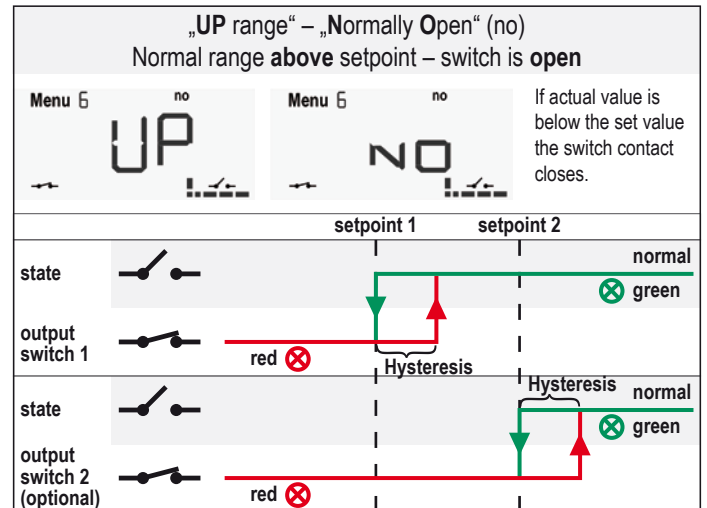 „UP range“ – „Normally Open“ (no)
Normal range above setpoint – switch is open
Menu 6 no
UP
Menu 6 no
NO
If actual value is
below the set value
the switch contact
closes.
setpoint 1 setpoint 2
state
normal
green
output
switch 1
red
Hysteresis
state
Hysteresis
normal
green
output
switch 2
(optional)
red